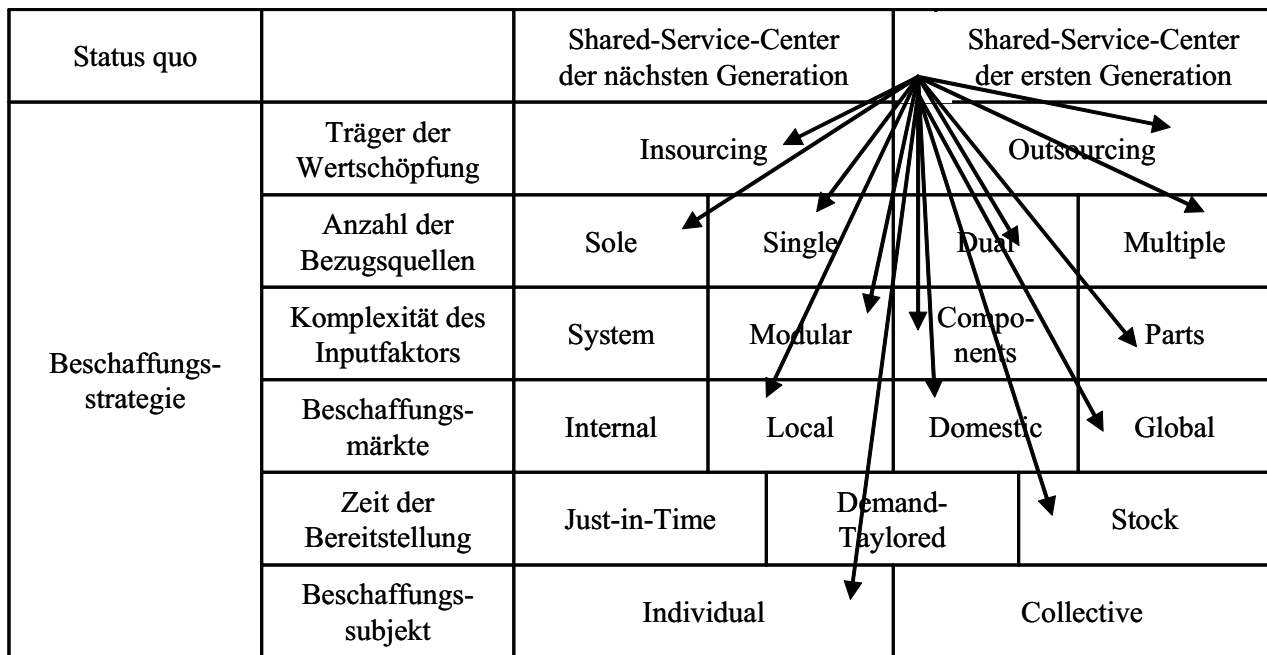 Status quo
Shared-Service-Center
der nächsten Generation
Shared-Service-Center
der ersten Generation
Beschaffungs-
strategie
Träger der
Wertschöpfung
Insourcing
Outsourcing
Anzahl der
Bezugsquellen
Sole
Single
Dual
Multiple
Komplexität des
Inputfaktors
System
Modular
Compo-
nents
Parts
Beschaffungs-
märkte
Internal
Local
Domestic
Global
Zeit der
Bereitstellung
Just-in-Time
Demand-
Taylored
Stock
Beschaffungs-
subjekt
Individual
Collective